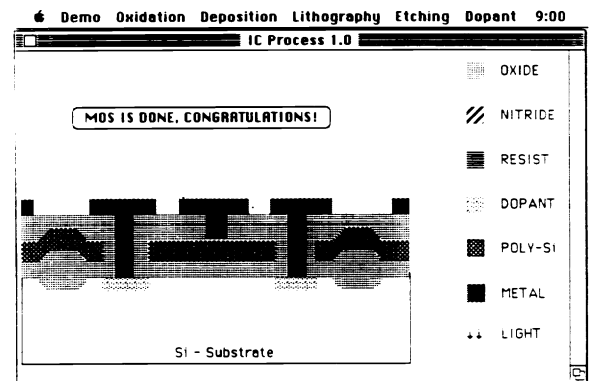 Demo Oxidation Deposition Lithography Etching Dopant 9:00
IC Process 1.0
MOS IS DONE, CONGRATULATIONS!
OXIDE
NITRIDE
RESIST
DOPANT
POLY-Si
METAL
LIGHT
Si - Substrate